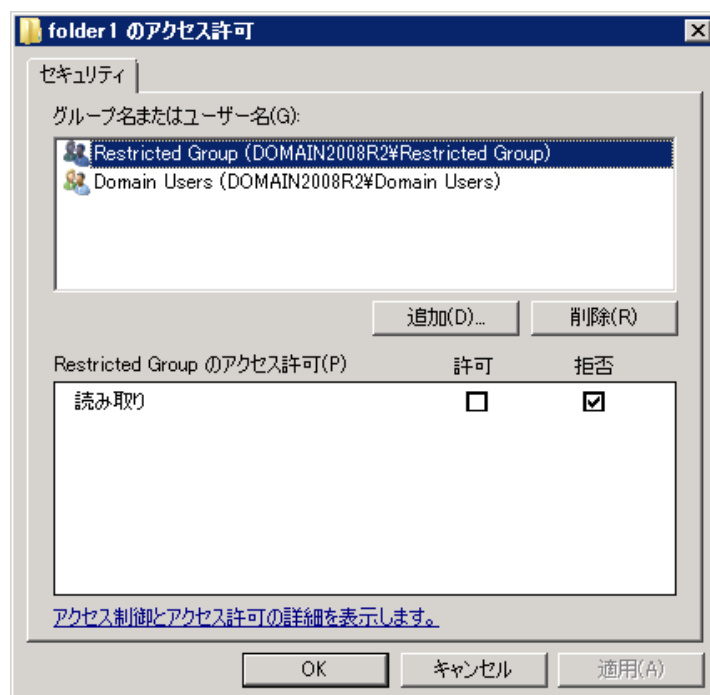 folder1 のアクセス許可
セキュリティ
グループ名またはユーザー名(G):
Restricted Group (DOMAIN2008R2¥Restricted Group)
Domain Users (DOMAIN2008R2¥Domain Users)
追加(D)... 削除(R)
Restricted Group のアクセス許可(P) 許可 拒否
読み取り
アクセス制御とアクセス許可の詳細を表示します。
OK キャンセル 適用(A)